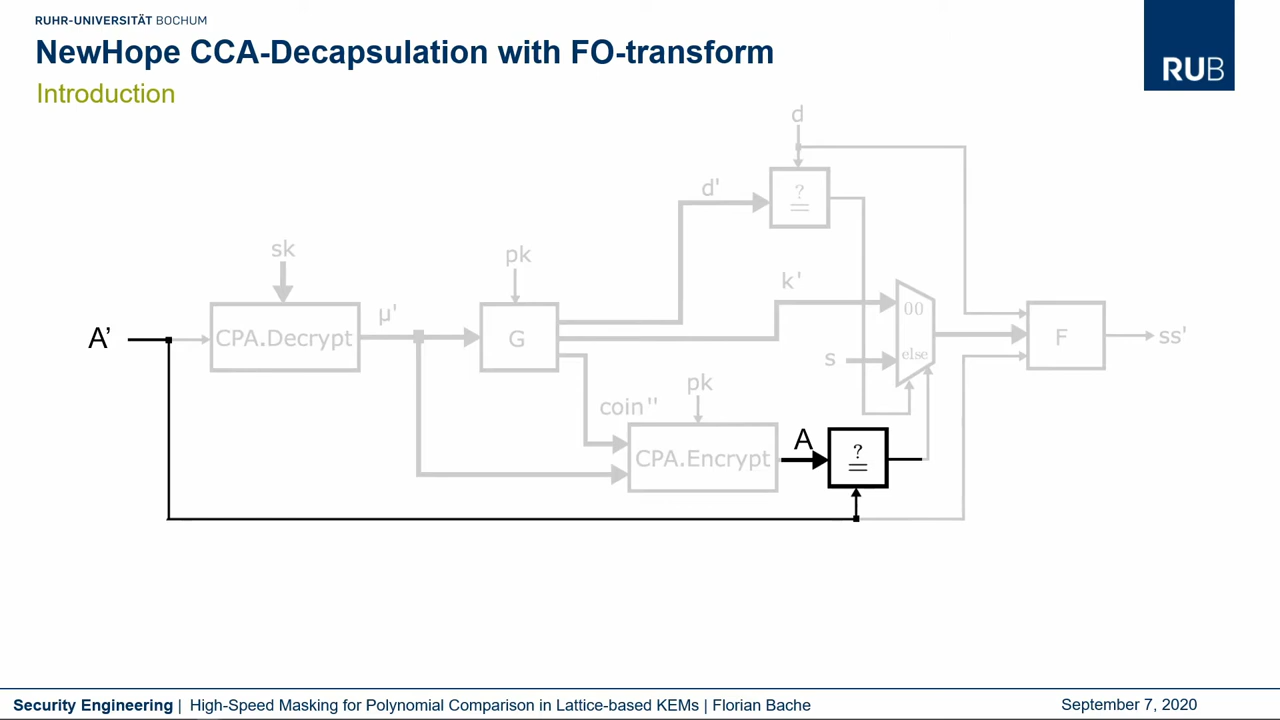 RUHR-UNIVERSITÄT BOCHUM
NewHope CCA-Decapsulation with FO-transform
Introduction
RUB
d
?
=
d'
sk
pk
k'
µ'
00
A’
CPA.Decrypt
G
F
ss'
else
s
pk
coin''
A
CPA.Encrypt
?
=
Security Engineering | High-Speed Masking for Polynomial Comparison in Lattice-based KEMs | Florian Bache
September 7, 2020